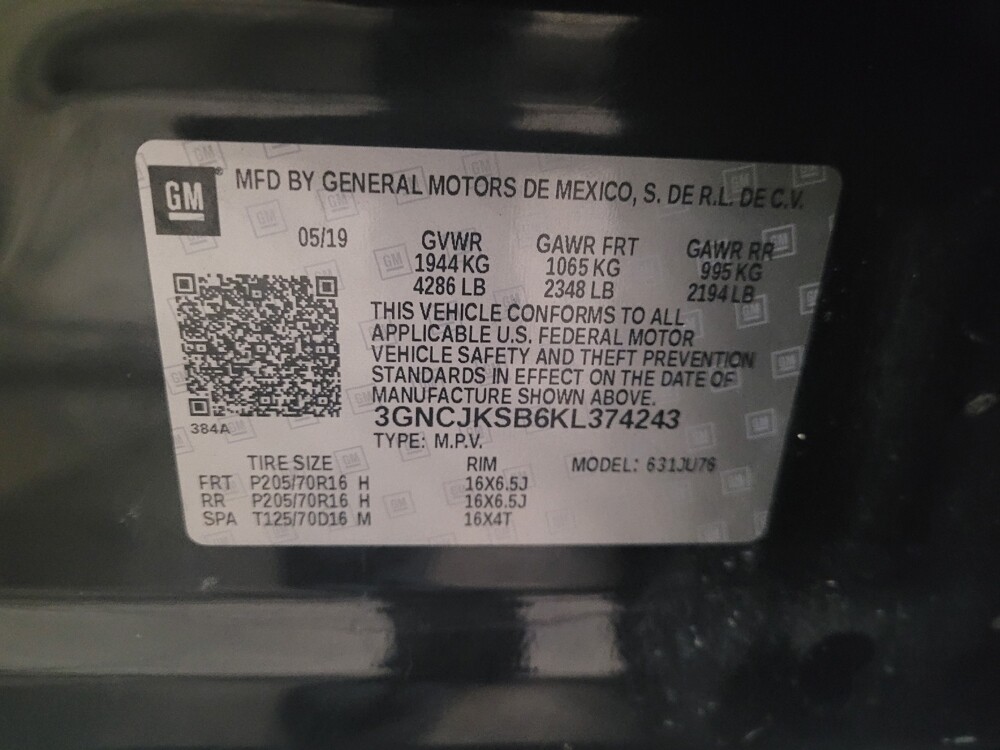 GM
MFD BY GENERAL MOTORS DE MEXICO, S. DE R.L. DE C.V.
05/19 GVWR GAWR FRT GAWR RR
1944 KG 1065 KG 995 KG
4286 LB 2348 LB 2194 LB
THIS VEHICLE CONFORMS TO ALL
APPLICABLE U.S. FEDERAL MOTOR
VEHICLE SAFETY AND THEFT PREVENTION
STANDARDS IN EFFECT ON THE DATE OF
MANUFACTURE SHOWN ABOVE.
3GNCJKSB6KL374243
384A
TYPE: M.P.V.
TIRE SIZE RIM MODEL: 631JU76
FRT P205/70R16 H 16X6.5J
RR P205/70R16 H 16X6.5J
SPA T125/70D16 M 16X4T